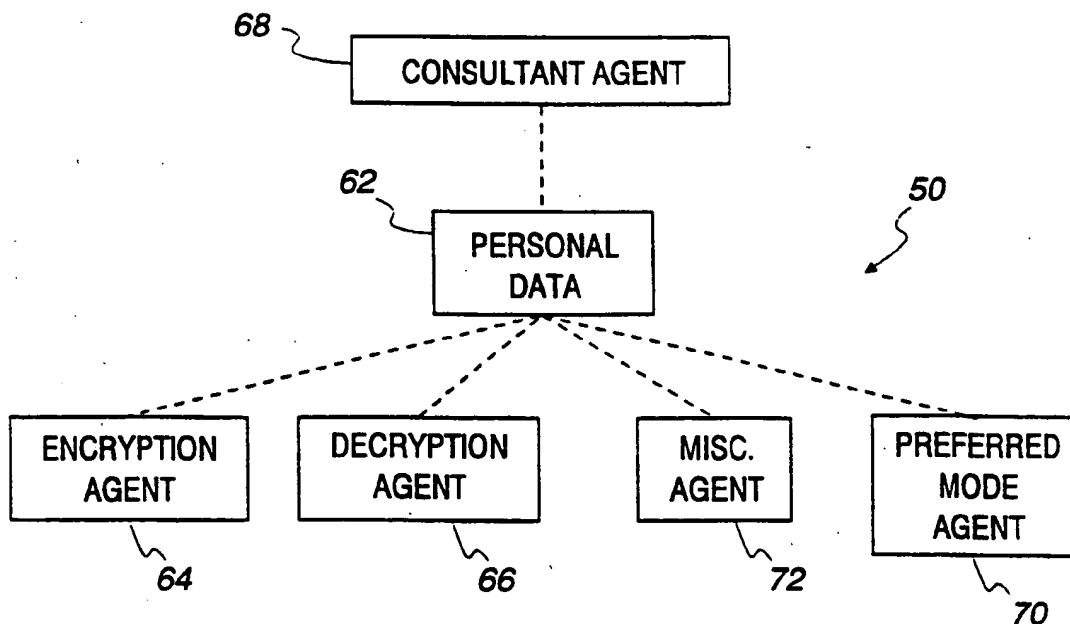 68
CONSULTANT AGENT
62
PERSONAL
DATA
50
ENCRYPTION
AGENT
64
DECRYPTION
AGENT
66
MISC.
AGENT
72
PREFERRED
MODE
AGENT
70